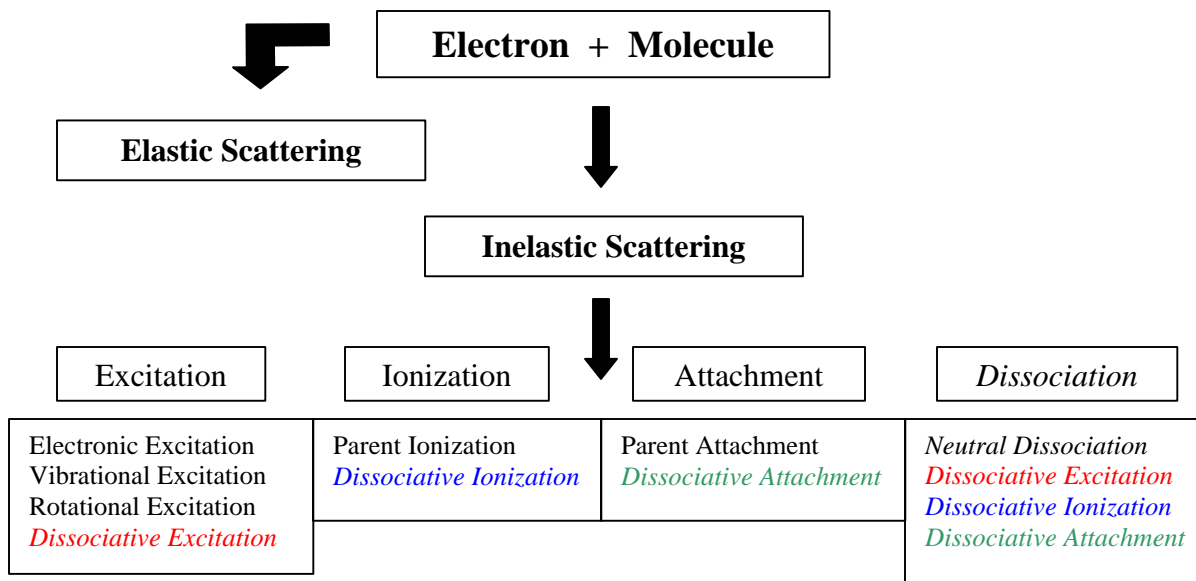 Electron + Molecule
Elastic Scattering
Inelastic Scattering
Excitation
Ionization
Attachment
Dissociation
Electronic Excitation
Vibrational Excitation
Rotational Excitation
Dissociative Excitation
Parent Ionization
Dissociative Ionization
Parent Attachment
Dissociative Attachment
Neutral Dissociation
Dissociative Excitation
Dissociative Ionization
Dissociative Attachment